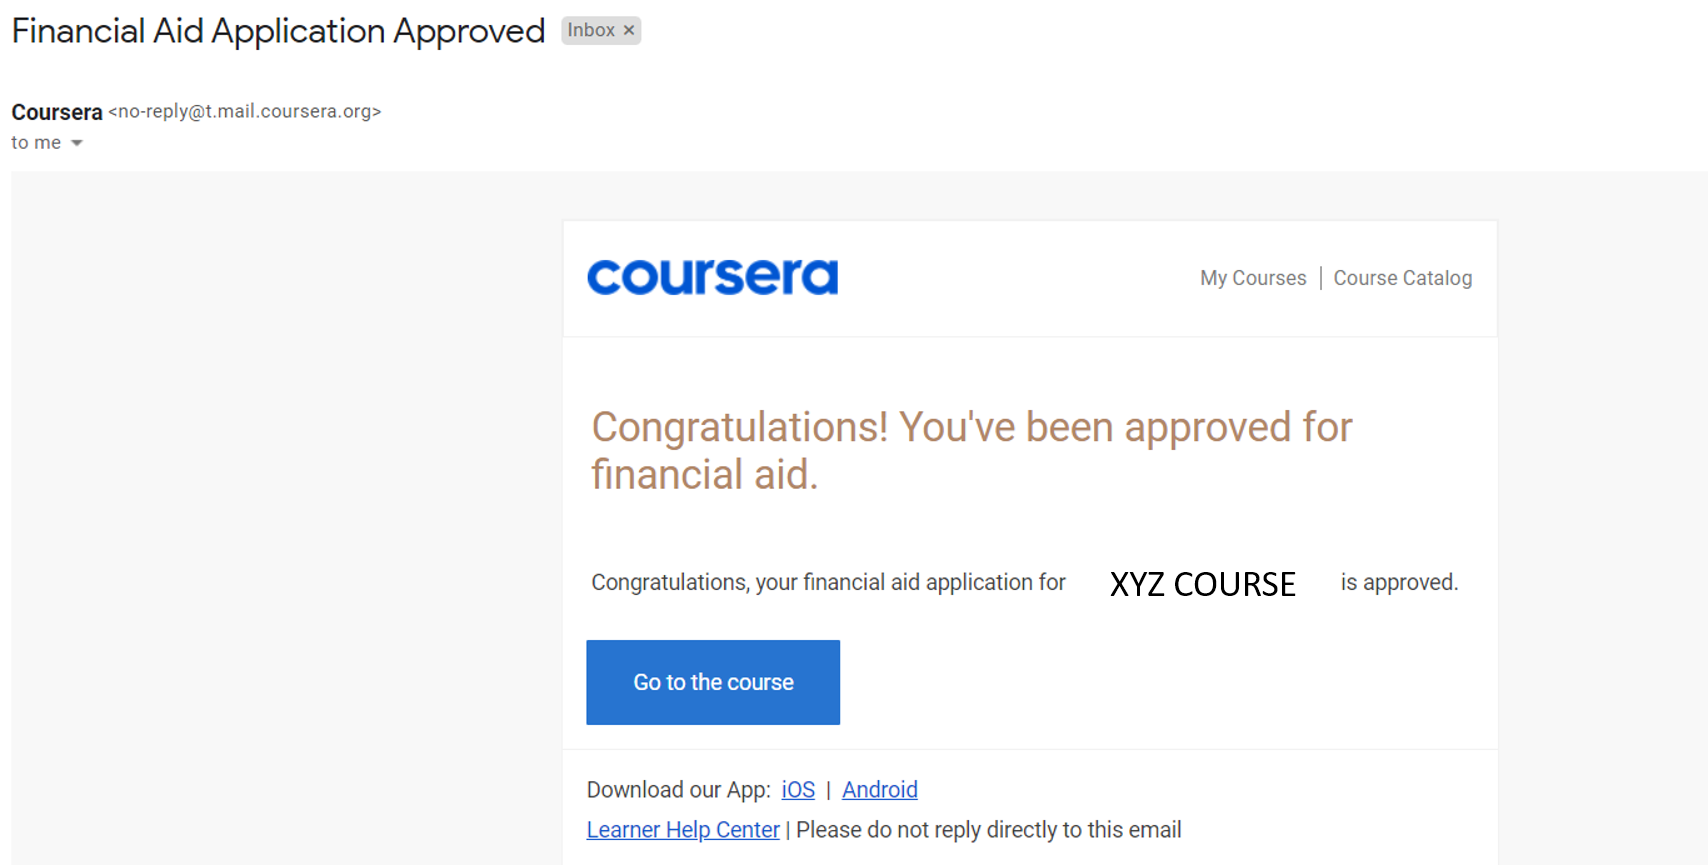 Financial Aid Application Approved Inbox ×
Coursera <no-reply@t.mail.coursera.org>
to me
coursera My Courses | Course Catalog
Congratulations! You've been approved for
financial aid.
Congratulations, your financial aid application for XYZ COURSE is approved.
Go to the course
Download our App: iOS | Android
Learner Help Center | Please do not reply directly to this email